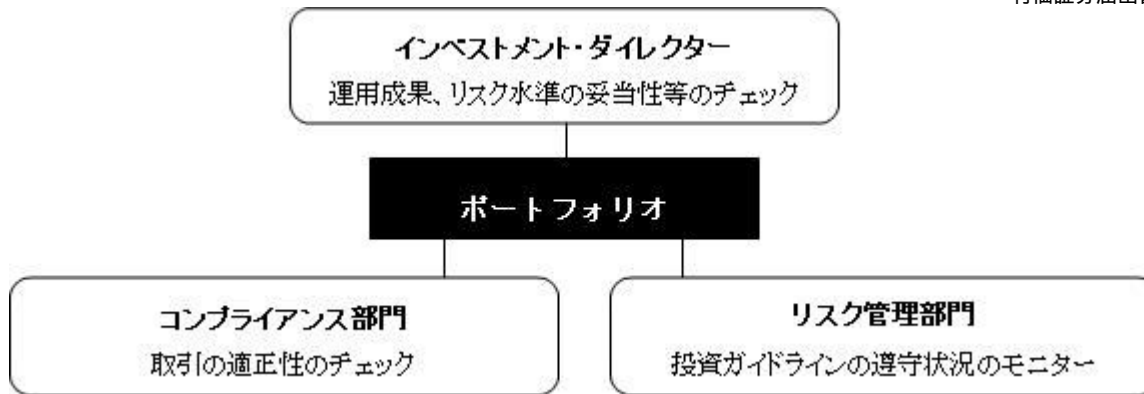 インベストメント・ダイレクター
運用成果、リスク水準の妥当性等のチェック
ポートフォリオ
コンプライアンス部門
取引の適正性のチェック
リスク管理部門
投資ガイドラインの遵守状況のモニター